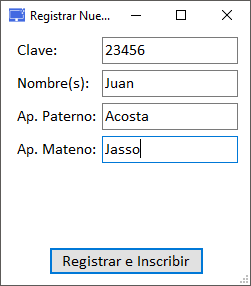 Registrar Nue...
Clave: 23456
Nombre(s): Juan
Ap. Paterno: Acosta
Ap. Mateno: Jasso
Registrar e Inscribir